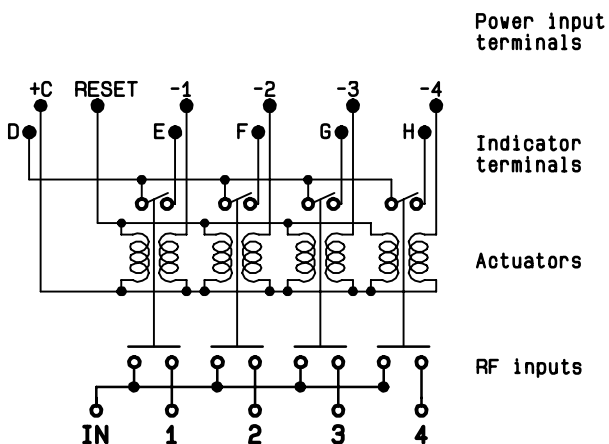 Power input
terminals
+C RESET -1 -2 -3 -4
D E F G H
Indicator
terminals
Actuators
RF inputs
IN 1 2 3 4